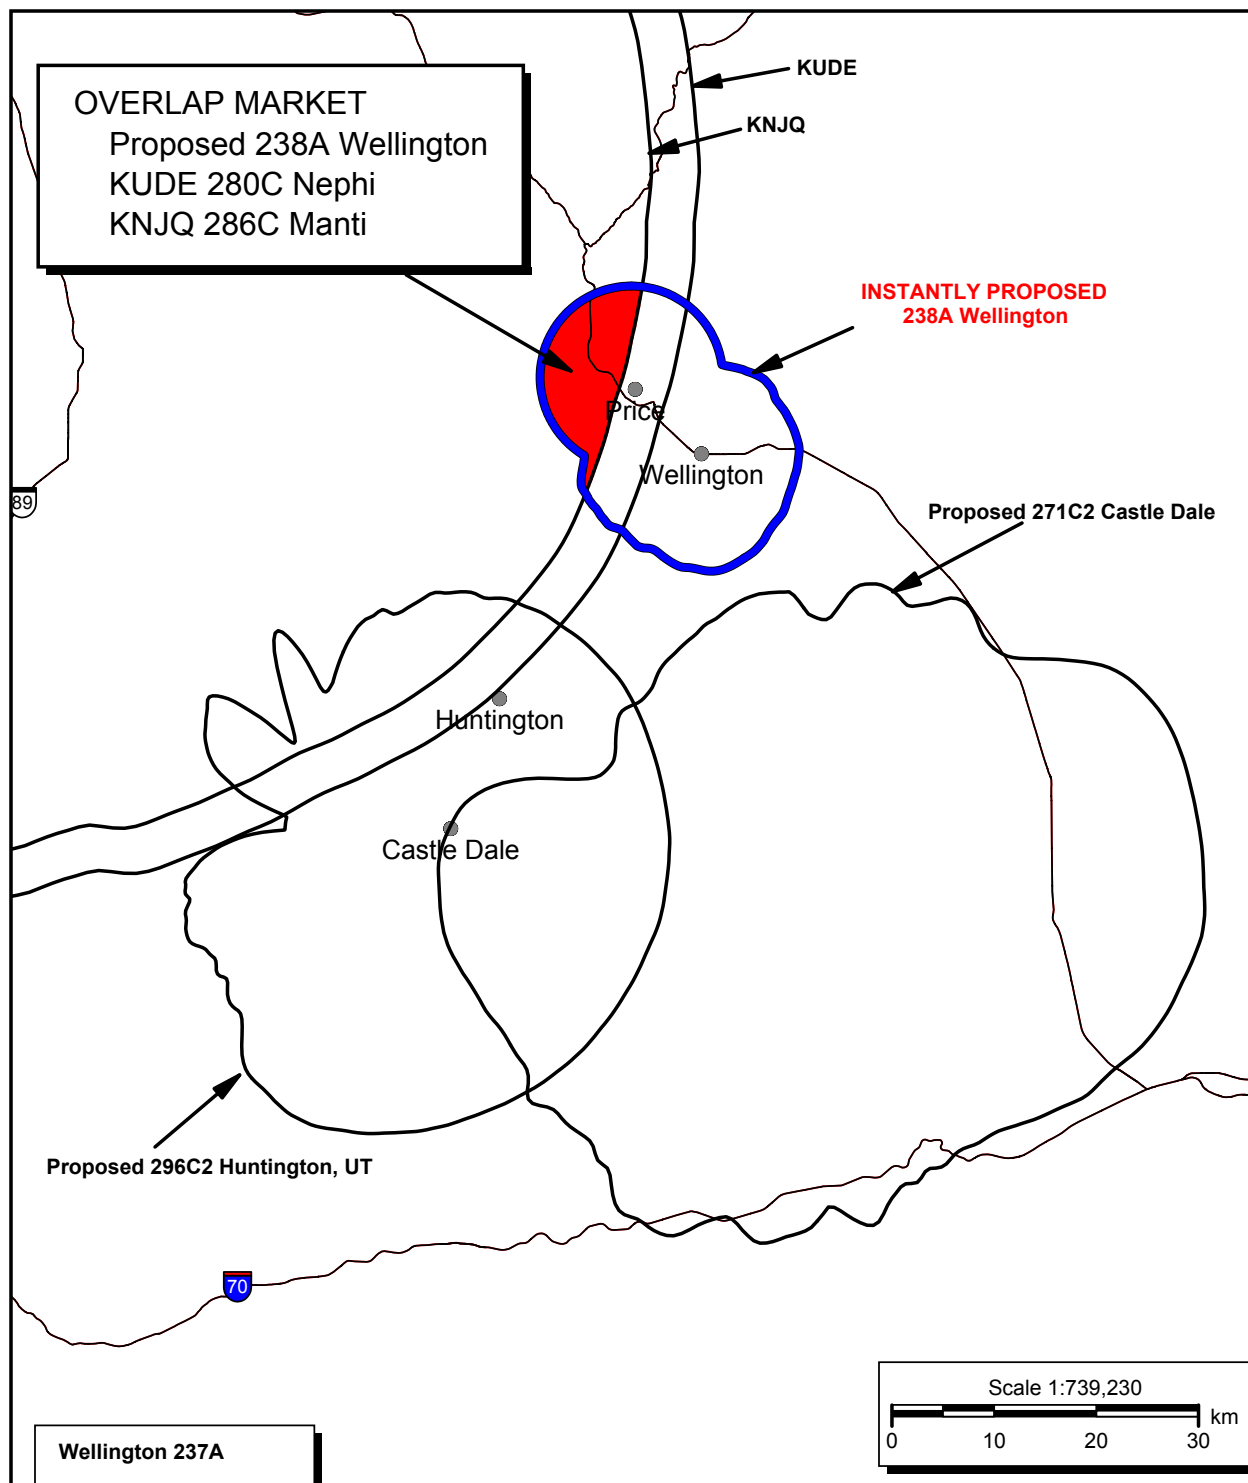 KUDE
KNJQ
OVERLAP MARKET
Proposed 238A Wellington
KUDE 280C Nephi
KNJQ 286C Manti
INSTANTLY PROPOSED
238A Wellington
Price
Wellington
89
Proposed 271C2 Castle Dale
Huntington
Castle Dale
Proposed 296C2 Huntington, UT
70
Scale 1:739,230
km
0 10 20 30
Wellington 237A